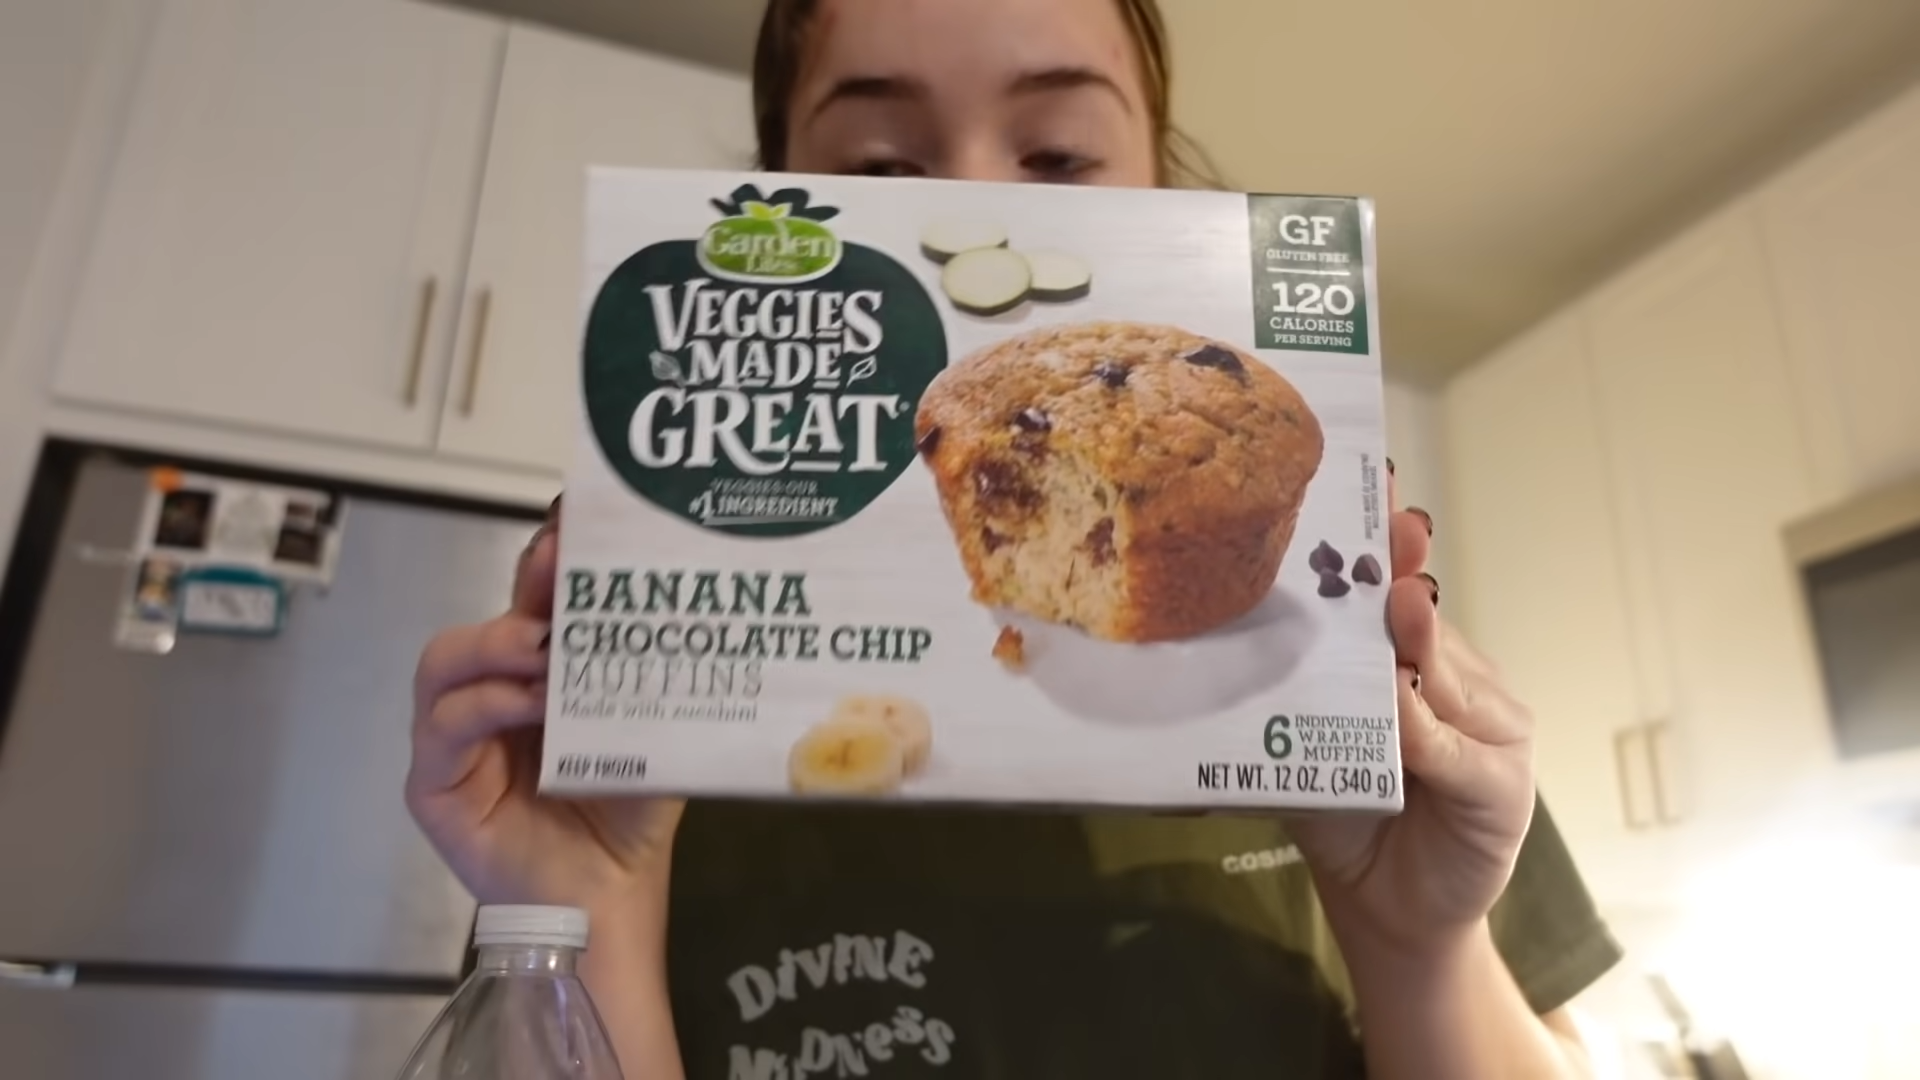 Garden
Lites
VEGGIES
MADE
GREAT
VEGGIES OUR
#1 INGREDIENT
GF
GLUTEN FREE
120
CALORIES
PER SERVING
BANANA
CHOCOLATE CHIP
MUFFINS
Made with zucchini
KEEP FROZEN
6 INDIVIDUALLY
WRAPPED
MUFFINS
NET WT. 12 OZ. (340 g)
DIVINE